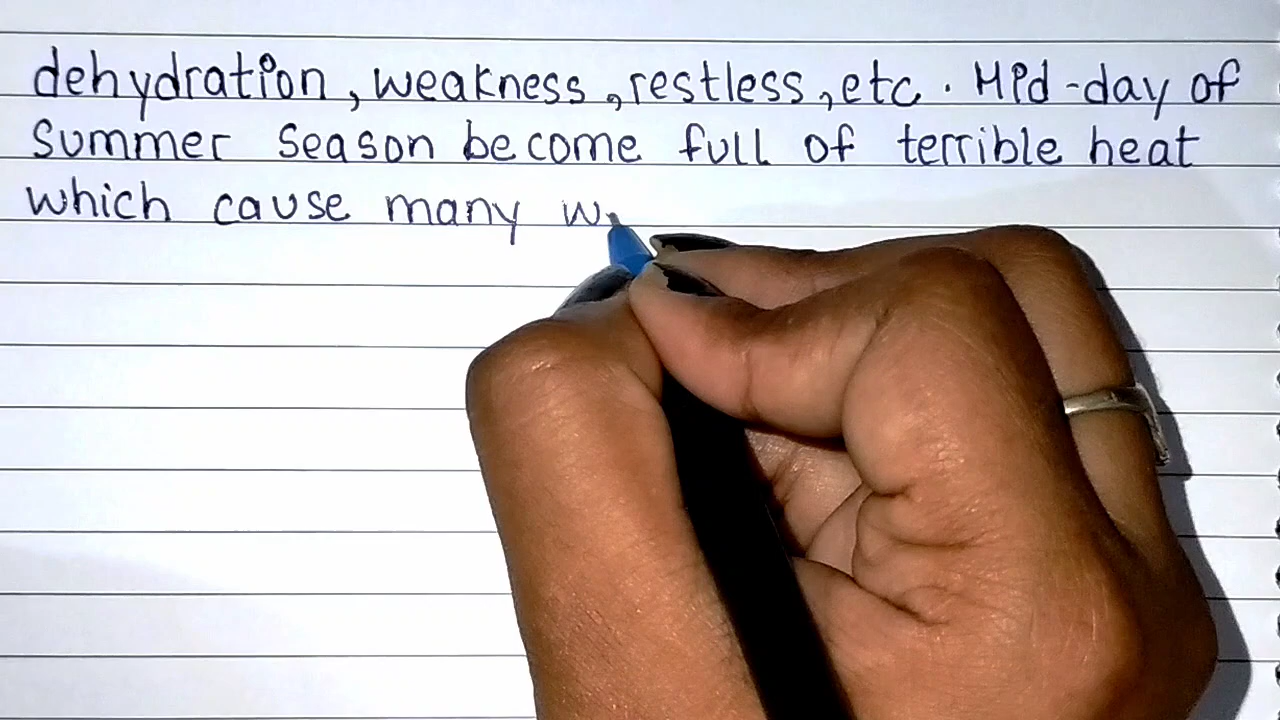 dehydration, weakness, restless, etc. Mid-day of
Summer season become full of terrible heat
which cause many w